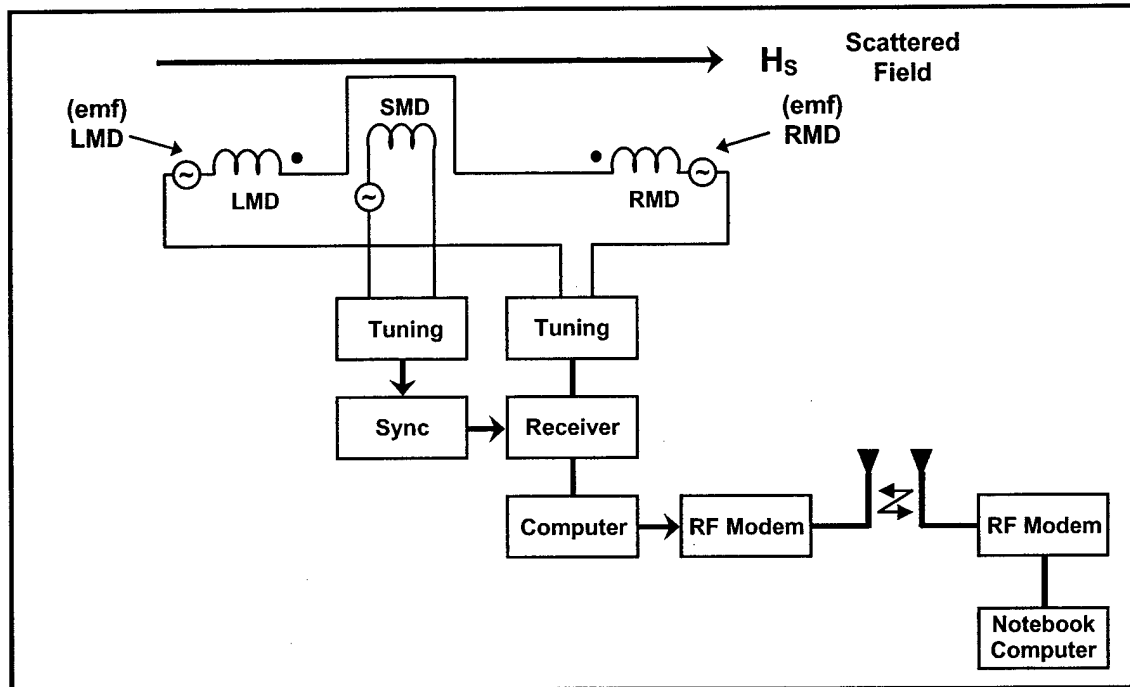 Scattered
Field
Hs
(emf)
LMD
SMD
(emf)
RMD
~
LMD
~
RMD
~
Tuning
Tuning
Sync
Receiver
Computer
RF Modem
RF Modem
Notebook
Computer